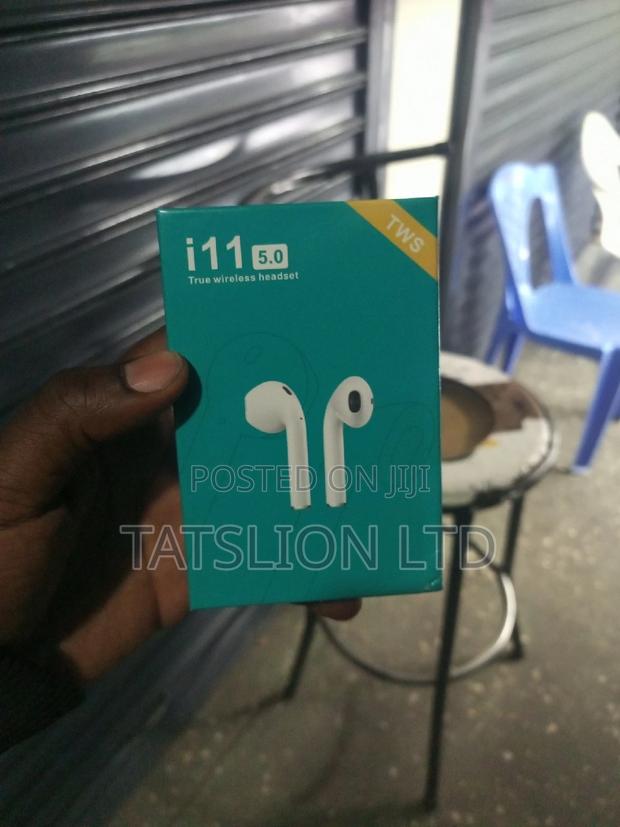 TWS
i11 5.0
True wireless headset
POSTED ON JIJI
TATSLION LTD